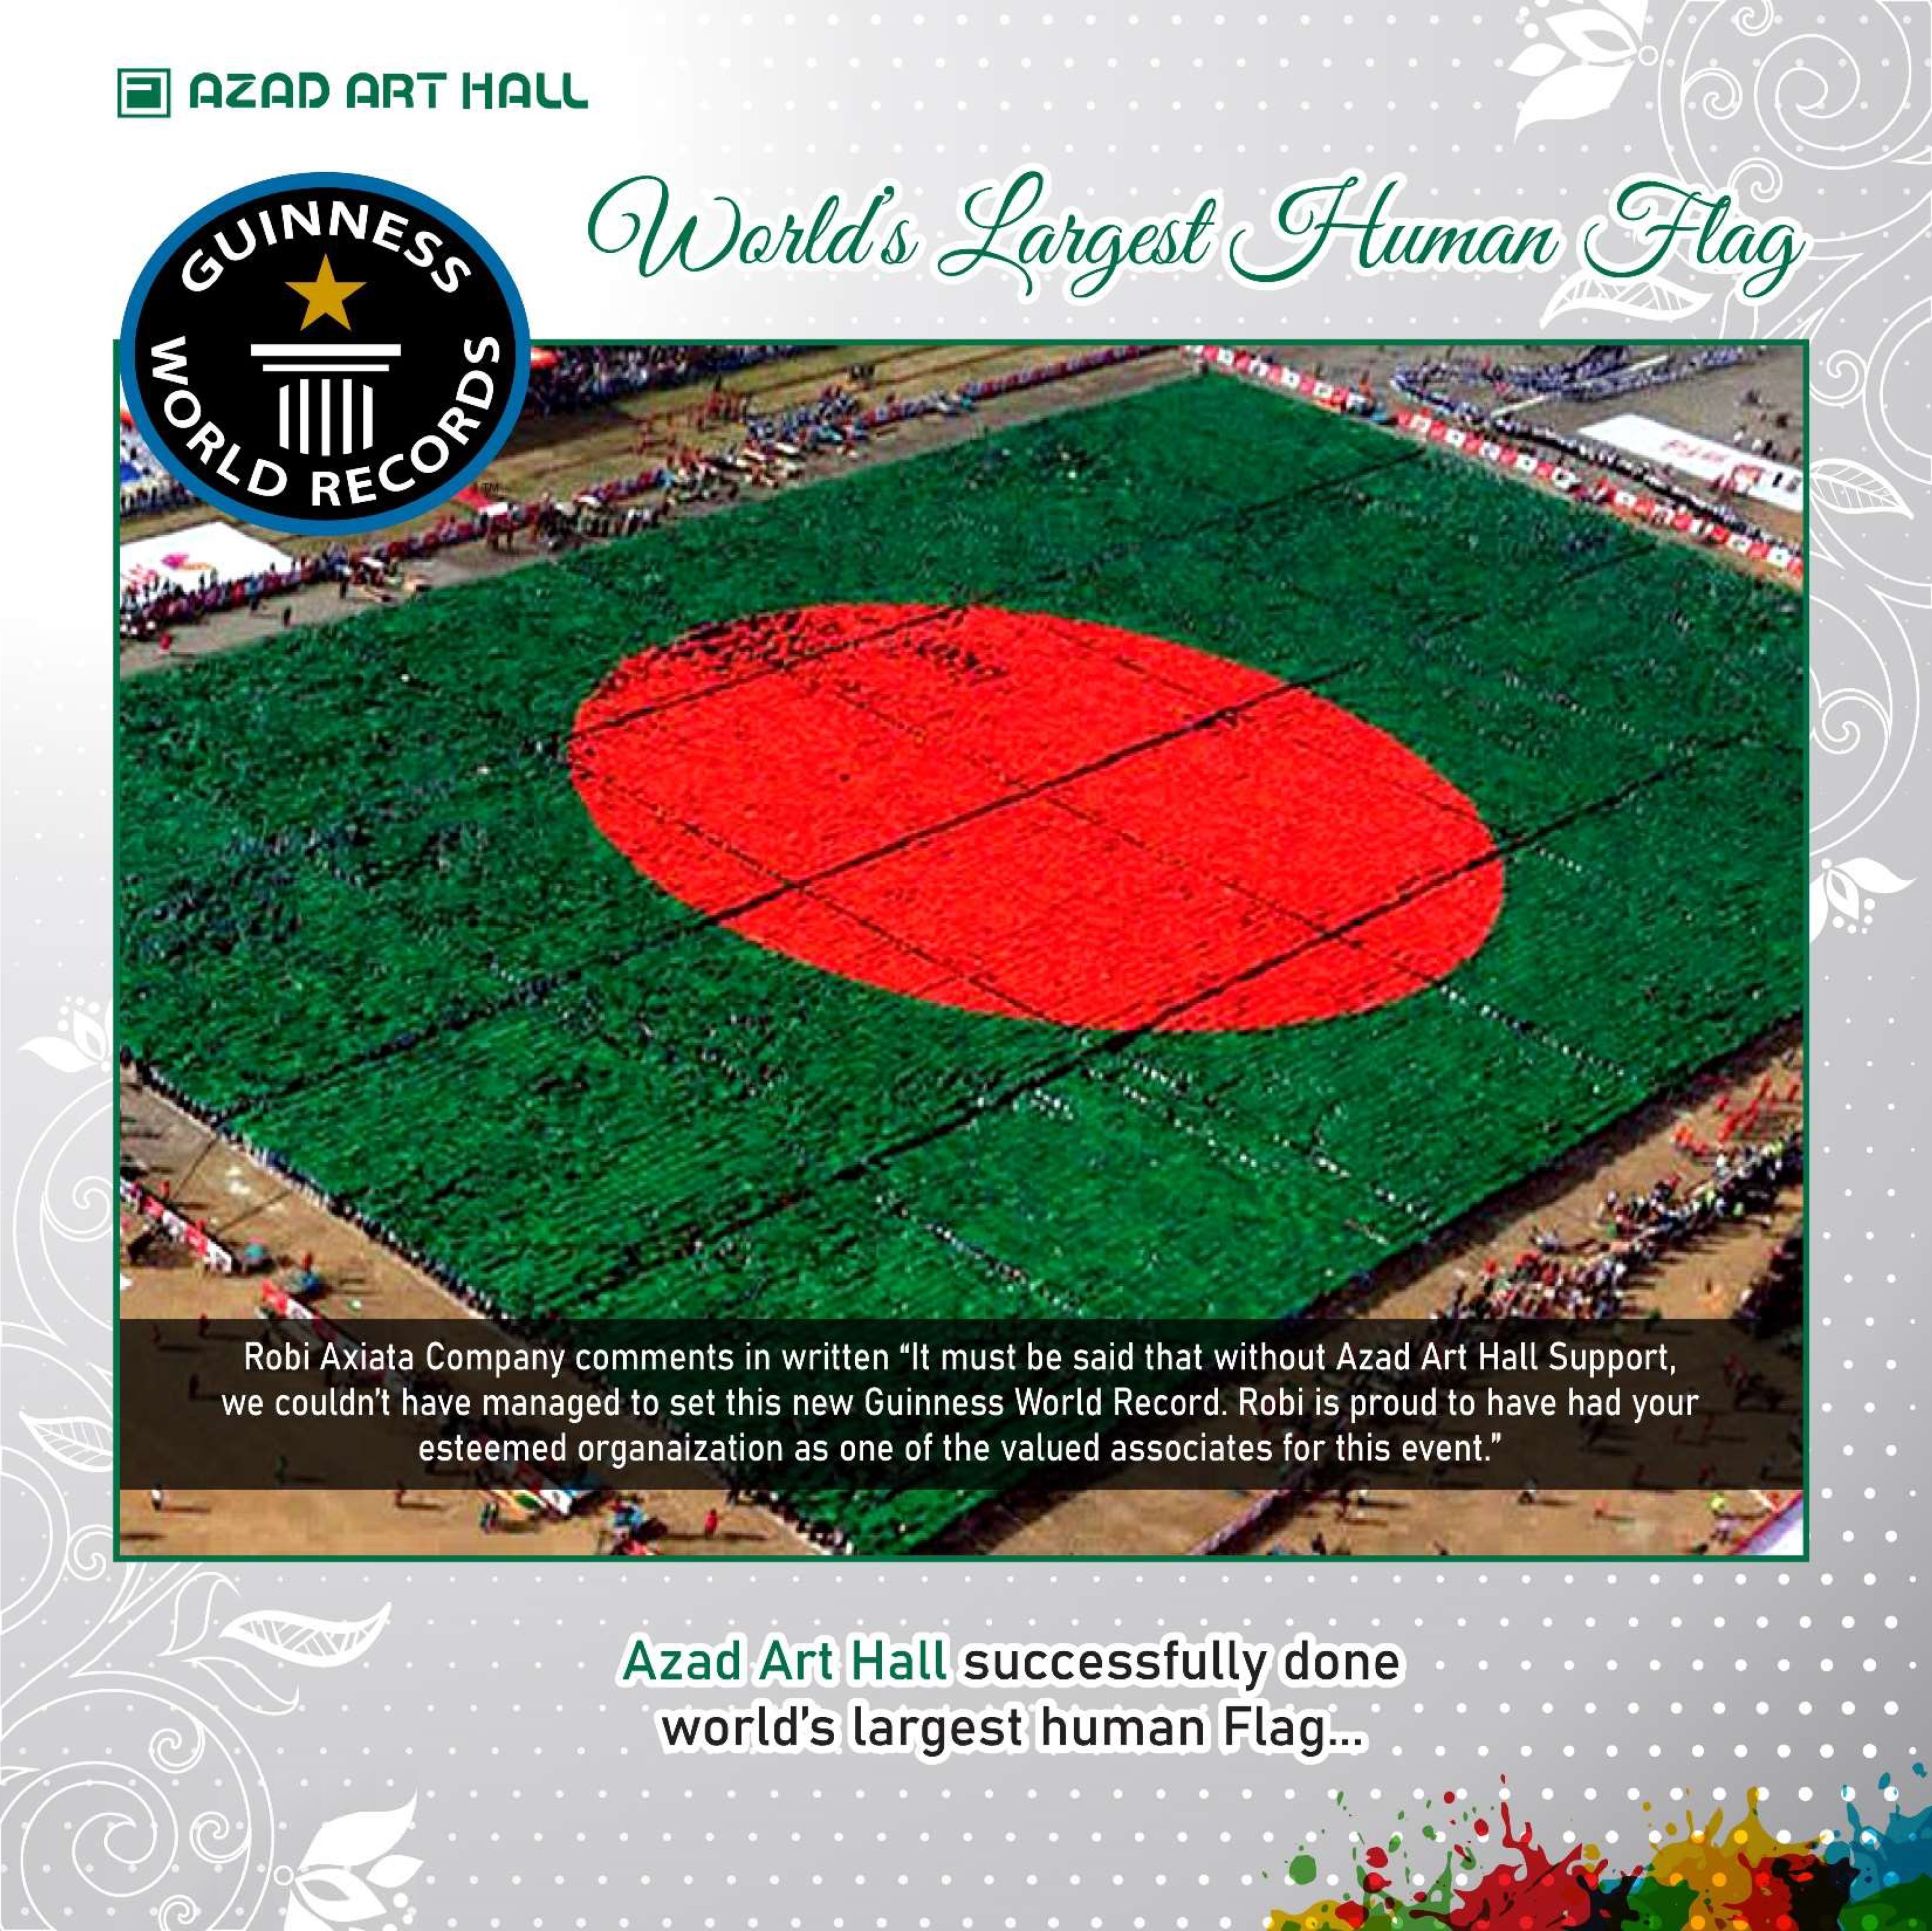 AZAD ART HALL
GUINNESS
WORLD RECORDS
TM
World's Largest Human Flag
Robi Axiata Company comments in written “It must be said that without Azad Art Hall Support,
we couldn't have managed to set this new Guinness World Record. Robi is proud to have had your
esteemed organaization as one of the valued associates for this event.”
Azad Art Hall successfully done
world's largest human Flag...